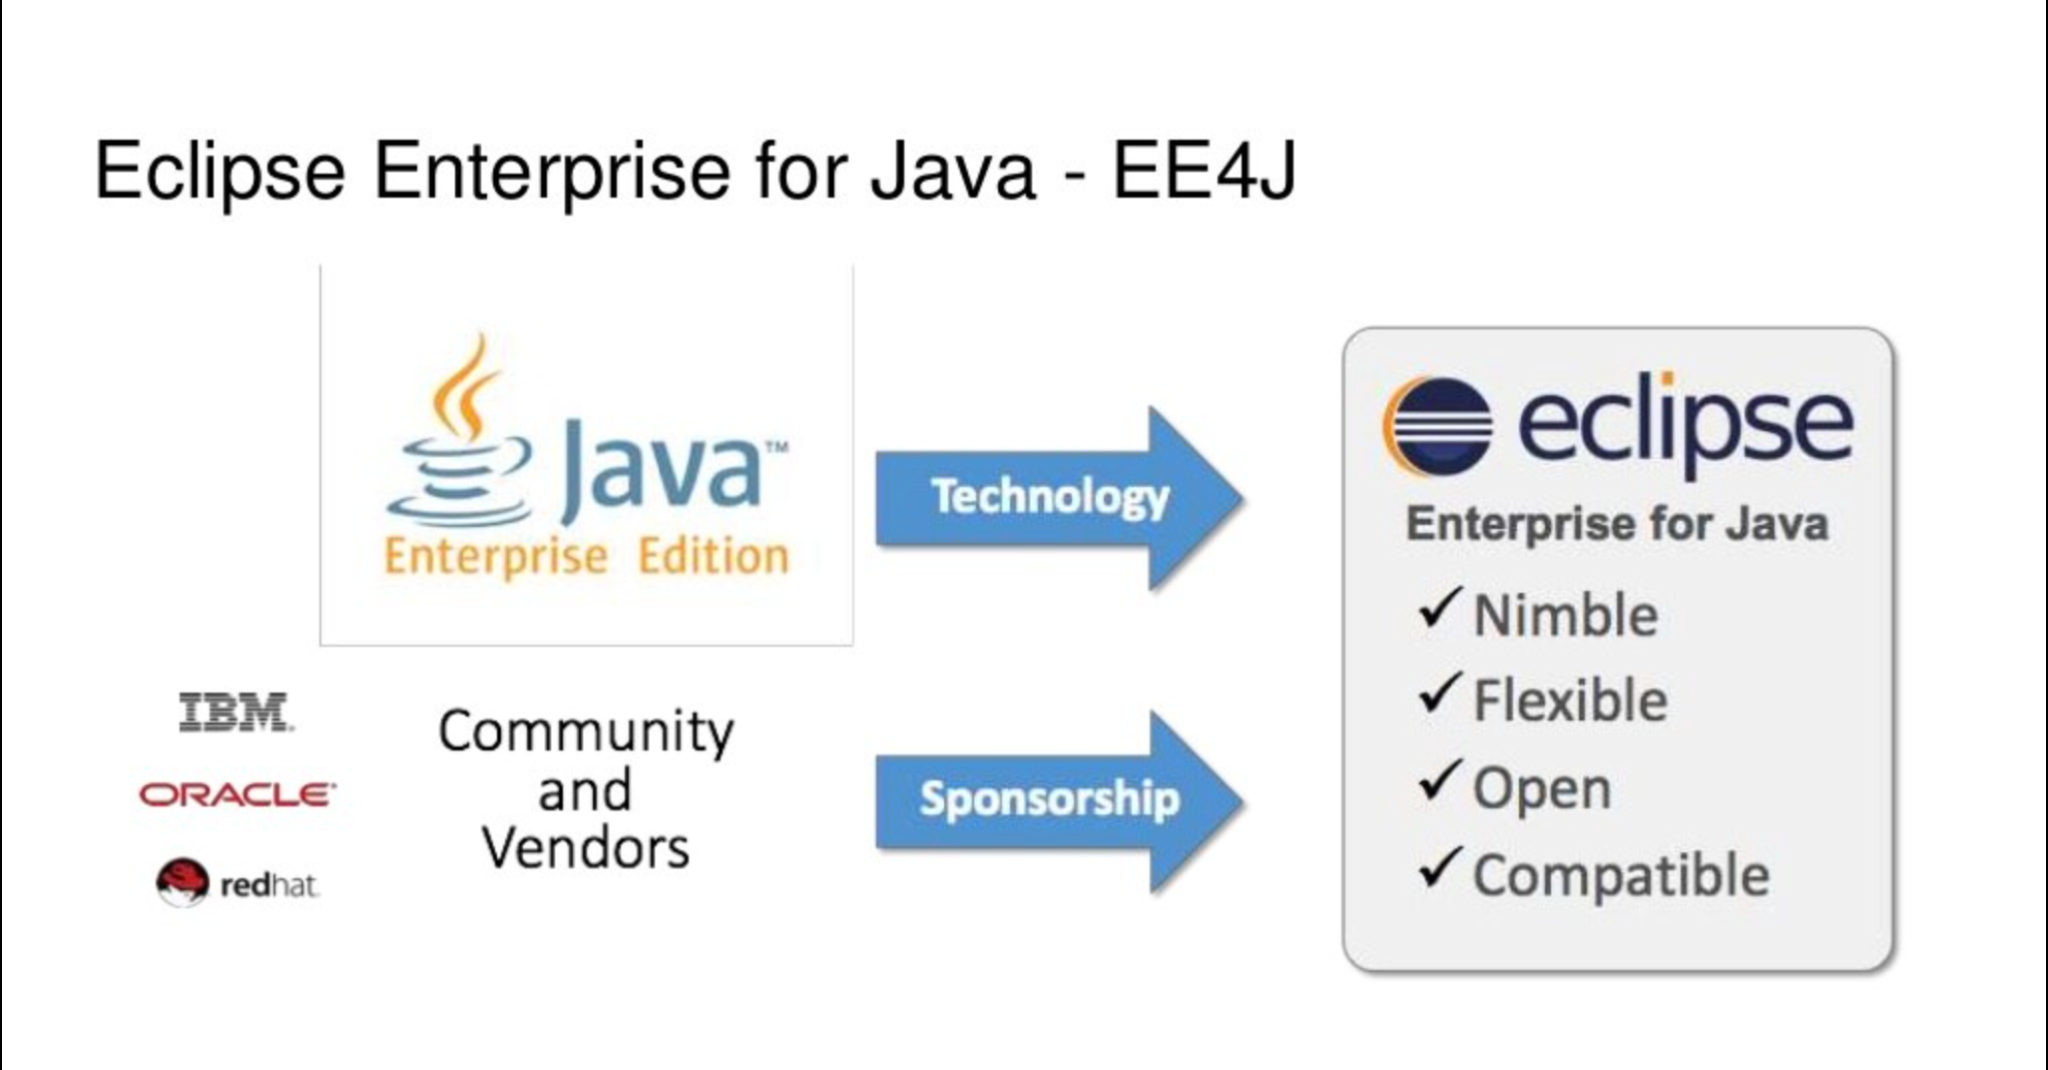 Eclipse Enterprise for Java - EE4J
Java™
Enterprise Edition
Technology
IBM®
ORACLE®
redhat.
Community
and
Vendors
Sponsorship
eclipse
Enterprise for Java
✓ Nimble
✓ Flexible
✓ Open
✓ Compatible